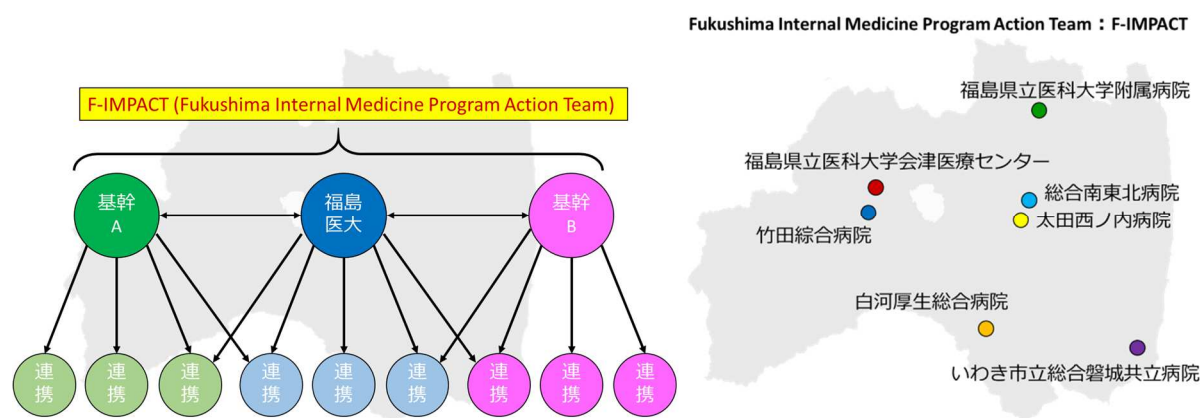 F-IMPACT (Fukushima Internal Medicine Program Action Team)
基幹
A
福島
医大
基幹
B
連携
連携
連携
連携
連携
連携
連携
連携
連携
Fukushima Internal Medicine Program Action Team：F-IMPACT
福島県立医科大学附属病院
福島県立医科大学会津医療センター
総合南東北病院
太田西ノ内病院
竹田綜合病院
白河厚生総合病院
いわき市立総合磐城共立病院